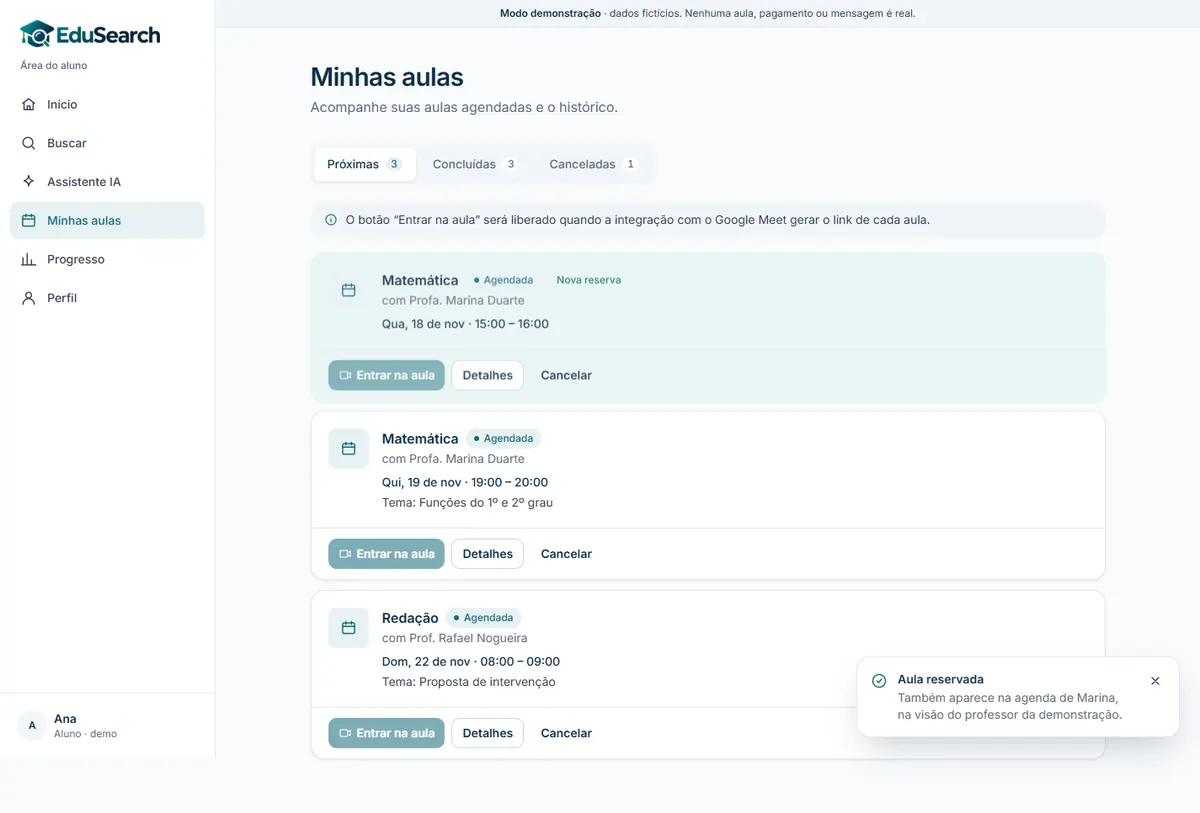 Modo demonstração · dados fictícios. Nenhuma aula, pagamento ou mensagem é real.
EduSearch
Área do aluno
Início
Buscar
Assistente IA
Minhas aulas
Progresso
Perfil
A
Ana
Aluno · demo
Minhas aulas
Acompanhe suas aulas agendadas e o histórico.
Próximas 3 Concluídas 3 Canceladas 1
O botão “Entrar na aula” será liberado quando a integração com o Google Meet gerar o link de cada aula.
Matemática Agendada Nova reserva
com Profa. Marina Duarte
Qua, 18 de nov · 15:00 – 16:00
Entrar na aula Detalhes Cancelar
Matemática Agendada
com Profa. Marina Duarte
Qui, 19 de nov · 19:00 – 20:00
Tema: Funções do 1º e 2º grau
Entrar na aula Detalhes Cancelar
Redação Agendada
com Prof. Rafael Nogueira
Dom, 22 de nov · 08:00 – 09:00
Tema: Proposta de intervenção
Entrar na aula Detalhes Cancelar
Aula reservada
Também aparece na agenda de Marina,
na visão do professor da demonstração.